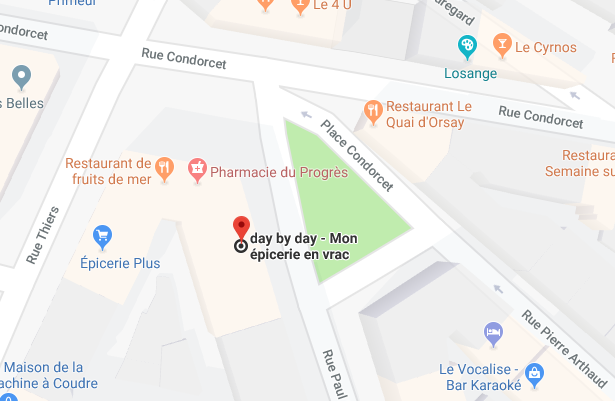 Primeur
Le 4 U
uregard
Condorcet
Rue Condorcet
Le Cyrnos
Losange
s Belles
Restaurant Le
Quai d'Orsay
Rue Condorcet
Place Condorcet
Restaurant de
fruits de mer
Pharmacie du Progrès
Restaura
Semaine su
Rue Thiers
day by day - Mon
épicerie en vrac
Épicerie Plus
Rue Pierre Arthaud
Maison de la
achine à Coudre
Rue Paul
Le Vocalise -
Bar Karaoké